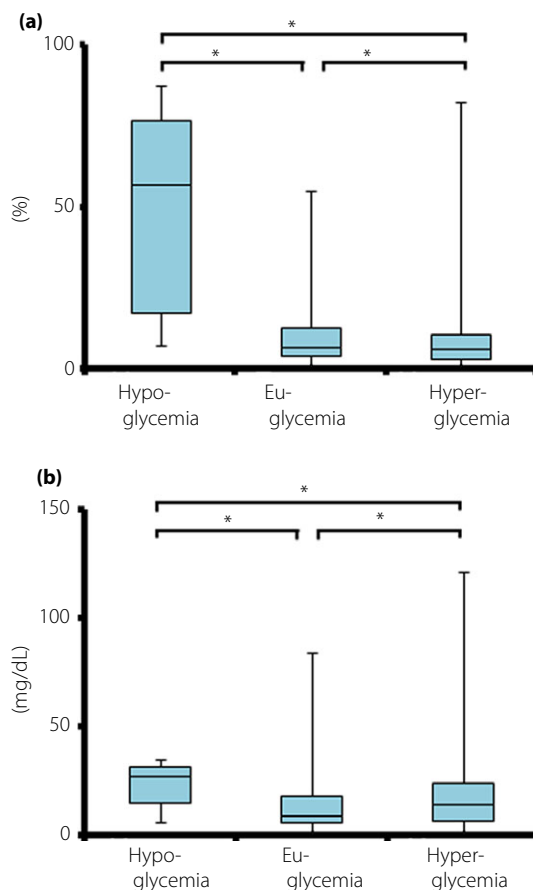 (a)
*
* *
100
50
0
(%)
Hypo- Eu- Hyper-
glycemia glycemia glycemia
(b)
*
* *
150
100
50
0
(mg/dL)
Hypo- Eu- Hyper-
glycemia glycemia glycemia